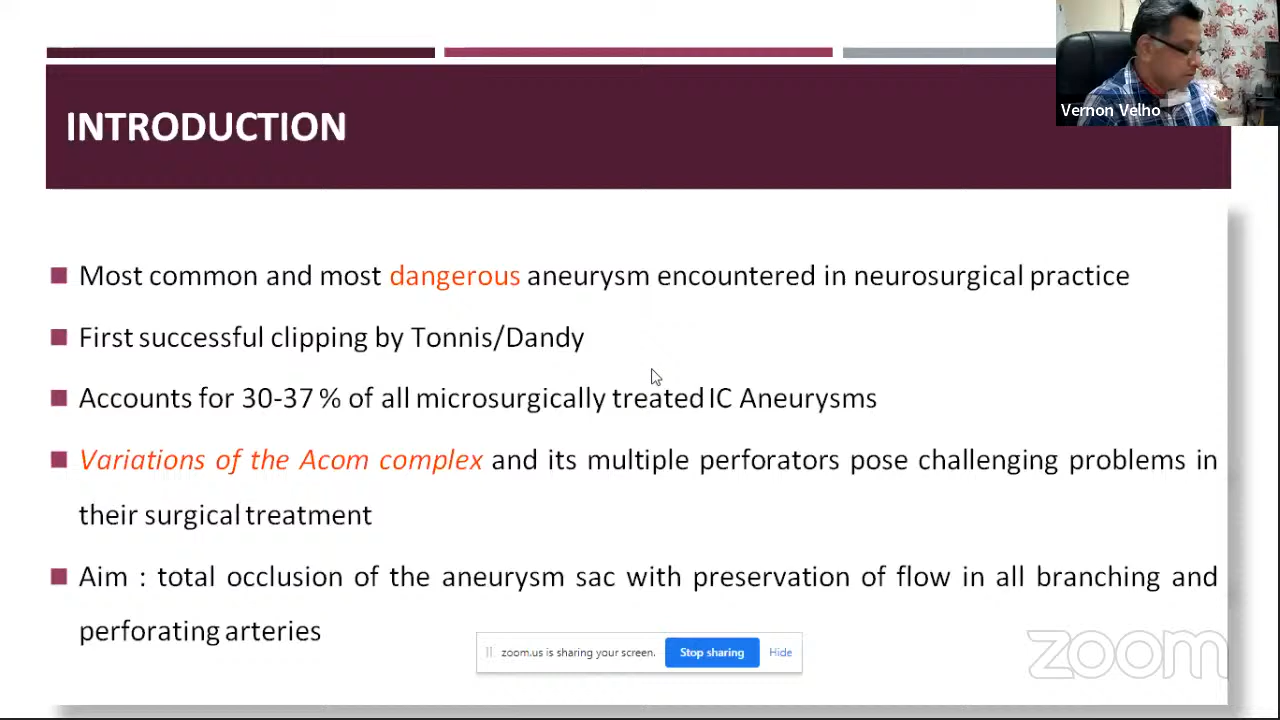 Vernon Velho
INTRODUCTION
Most common and most dangerous aneurysm encountered in neurosurgical practice
First successful clipping by Tonnis/Dandy
Accounts for 30-37 % of all microsurgically treated IC Aneurysms
Variations of the Acom complex and its multiple perforators pose challenging problems in
their surgical treatment
Aim : total occlusion of the aneurysm sac with preservation of flow in all branching and
perforating arteries
zoom.us is sharing your screen. Stop sharing Hide
zoom